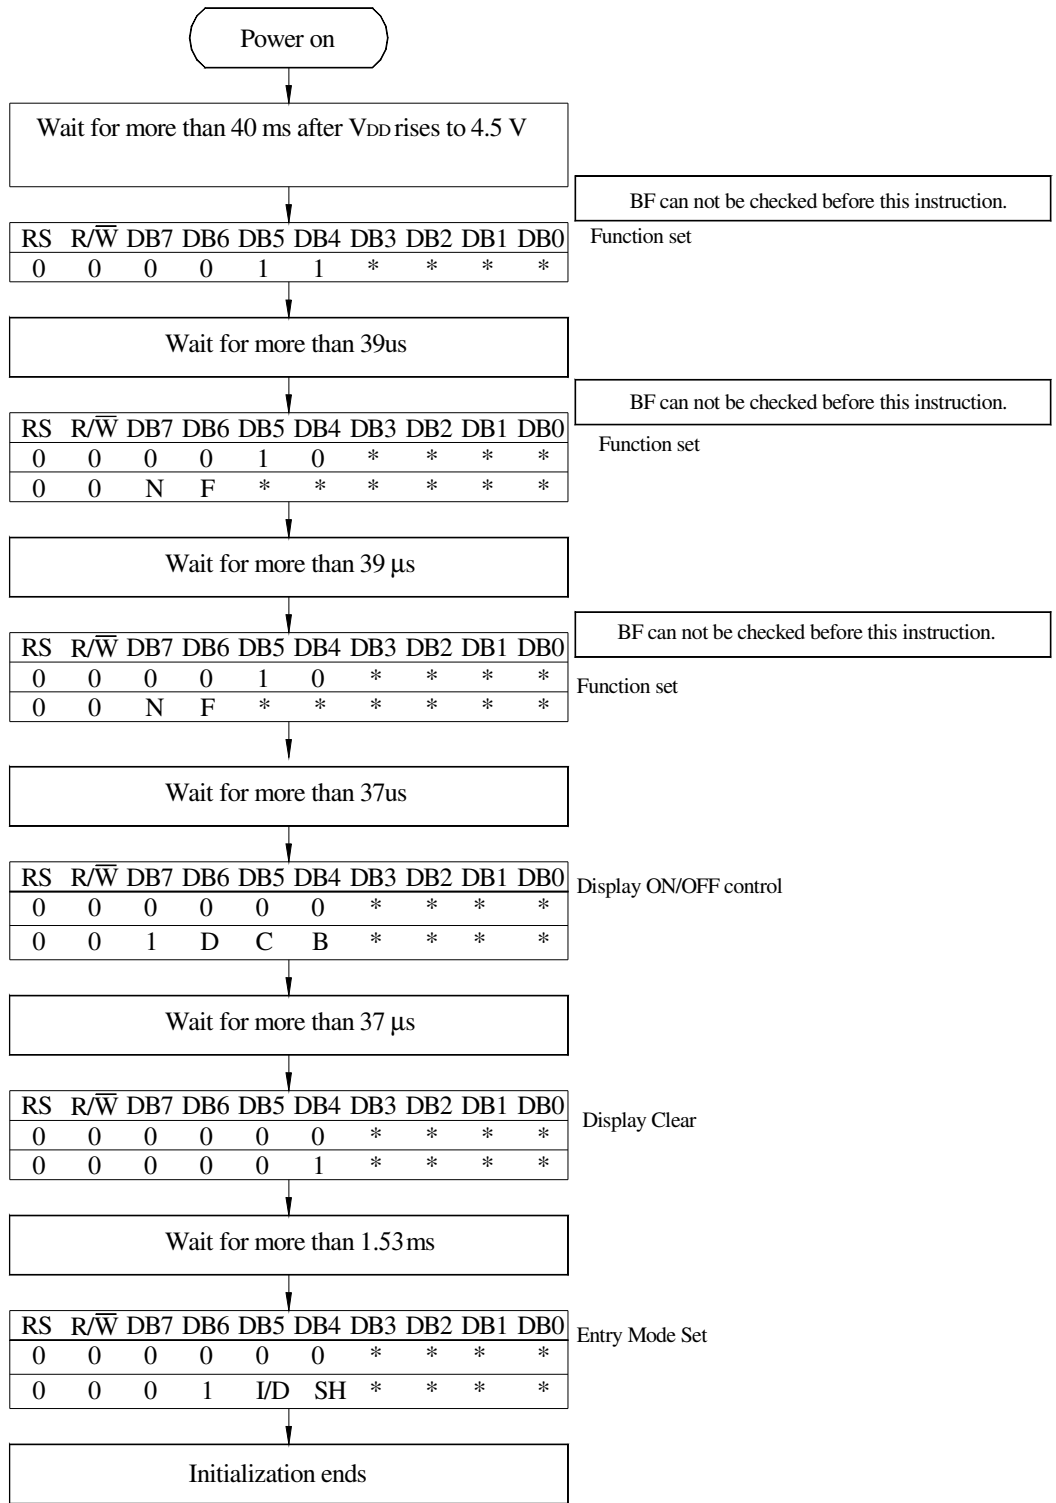 Power on
Wait for more than 40 ms after VDD rises to 4.5 V
BF can not be checked before this instruction.
RS R/W̅ DB7 DB6 DB5 DB4 DB3 DB2 DB1 DB0
Function set
0 0 0 0 1 1 * * * *
Wait for more than 39us
BF can not be checked before this instruction.
RS R/W̅ DB7 DB6 DB5 DB4 DB3 DB2 DB1 DB0
Function set
0 0 0 0 1 0 * * * *
0 0 N F * * * * * *
Wait for more than 39 µs
BF can not be checked before this instruction.
RS R/W̅ DB7 DB6 DB5 DB4 DB3 DB2 DB1 DB0
0 0 0 0 1 0 * * * *
Function set
0 0 N F * * * * * *
Wait for more than 37us
RS R/W̅ DB7 DB6 DB5 DB4 DB3 DB2 DB1 DB0
Display ON/OFF control
0 0 0 0 0 0 * * * *
0 0 1 D C B * * * *
Wait for more than 37 µs
RS R/W̅ DB7 DB6 DB5 DB4 DB3 DB2 DB1 DB0
Display Clear
0 0 0 0 0 0 * * * *
0 0 0 0 0 1 * * * *
Wait for more than 1.53ms
RS R/W̅ DB7 DB6 DB5 DB4 DB3 DB2 DB1 DB0
Entry Mode Set
0 0 0 0 0 0 * * * *
0 0 0 1 I/D SH * * * *
Initialization ends